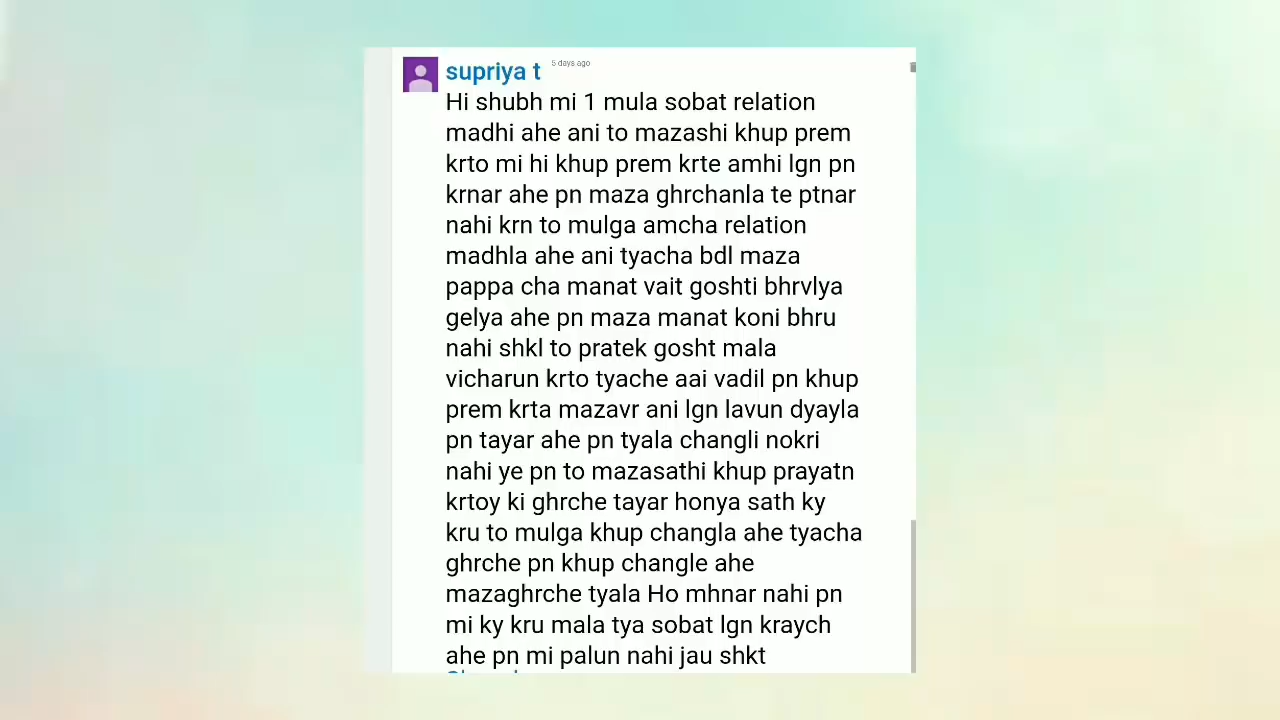 supriya t 5 days ago
Hi shubh mi 1 mula sobat relation
madhi ahe ani to mazashi khup prem
krto mi hi khup prem krte amhi lgn pn
krnar ahe pn maza ghrchanla te ptnar
nahi krn to mulga amcha relation
madhla ahe ani tyacha bdl maza
pappa cha manat vait goshti bhrvlya
gelya ahe pn maza manat koni bhru
nahi shkl to pratek gosht mala
vicharun krto tyache aai vadil pn khup
prem krta mazavr ani lgn lavun dyayla
pn tayar ahe pn tyala changli nokri
nahi ye pn to mazasathi khup prayatn
krtoy ki ghrche tayar honya sath ky
kru to mulga khup changla ahe tyacha
ghrche pn khup changle ahe
mazaghrche tyala Ho mhnar nahi pn
mi ky kru mala tya sobat lgn kraych
ahe pn mi palun nahi jau shkt